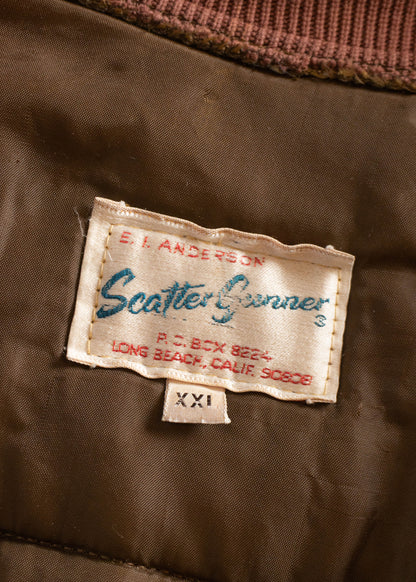 E. I. ANDERSON
Scatter Gunner
P.O. BOX 8224
LONG BEACH, CALIF. 90808
XXL